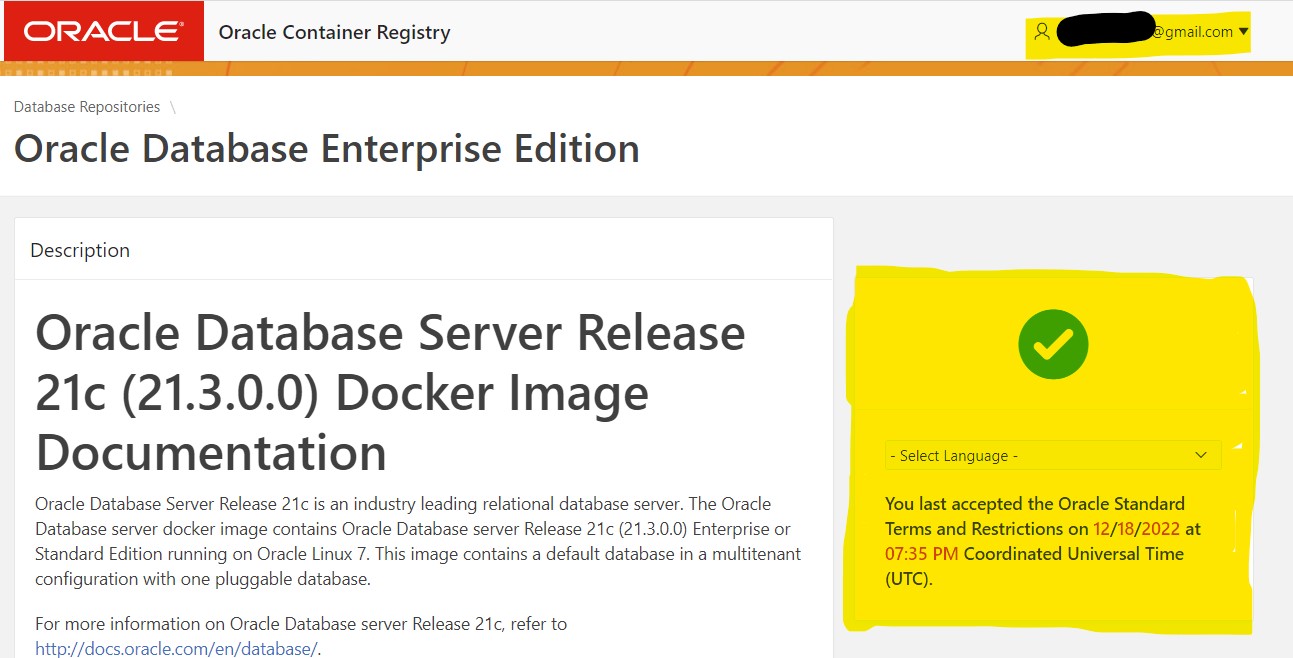 ORACLE Oracle Container Registry @gmail.com
Database Repositories \
Oracle Database Enterprise Edition
Description
Oracle Database Server Release
21c (21.3.0.0) Docker Image
Documentation
Oracle Database Server Release 21c is an industry leading relational database server. The Oracle
Database server docker image contains Oracle Database server Release 21c (21.3.0.0) Enterprise or
Standard Edition running on Oracle Linux 7. This image contains a default database in a multitenant
configuration with one pluggable database.
For more information on Oracle Database server Release 21c, refer to
http://docs.oracle.com/en/database/.
- Select Language -
You last accepted the Oracle Standard
Terms and Restrictions on 12/18/2022 at
07:35 PM Coordinated Universal Time
(UTC).